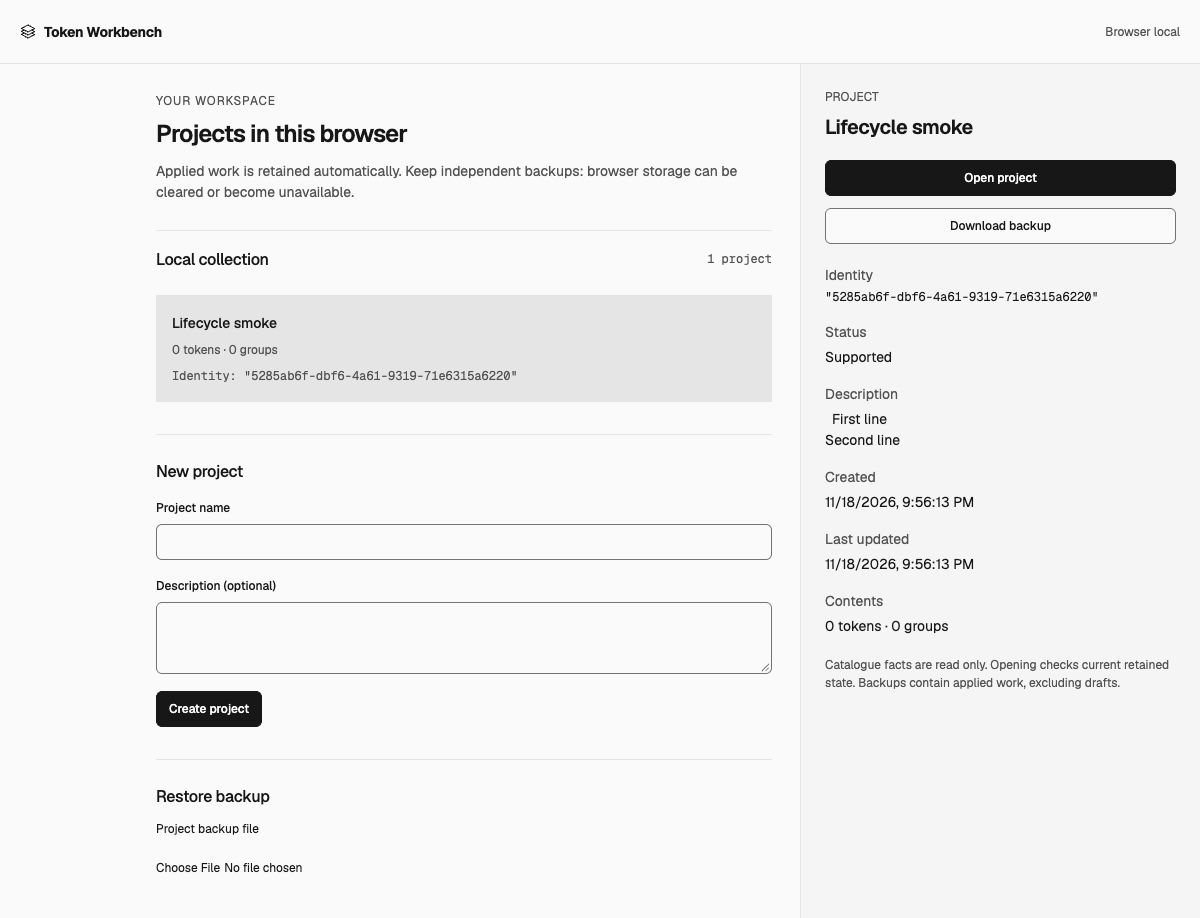 Token Workbench
Browser local
YOUR WORKSPACE
Projects in this browser
Applied work is retained automatically. Keep independent backups: browser storage can be
cleared or become unavailable.
Local collection
1 project
Lifecycle smoke
0 tokens · 0 groups
Identity: "5285ab6f-dbf6-4a61-9319-71e6315a6220"
New project
Project name
Description (optional)
Create project
Restore backup
Project backup file
Choose File No file chosen
PROJECT
Lifecycle smoke
Open project
Download backup
Identity
"5285ab6f-dbf6-4a61-9319-71e6315a6220"
Status
Supported
Description
First line
Second line
Created
11/18/2026, 9:56:13 PM
Last updated
11/18/2026, 9:56:13 PM
Contents
0 tokens · 0 groups
Catalogue facts are read only. Opening checks current retained
state. Backups contain applied work, excluding drafts.